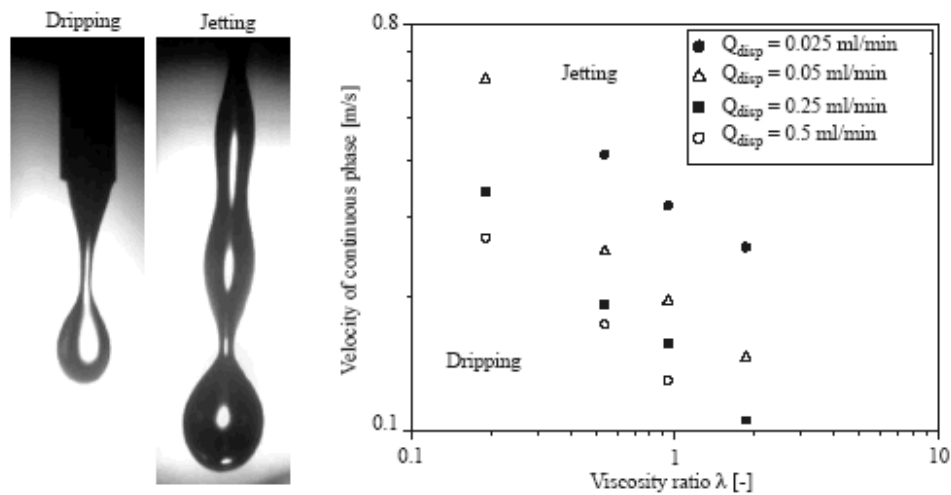 Dripping
Jetting
0.8
Jetting
Q_disp = 0.025 ml/min
Q_disp = 0.05 ml/min
Q_disp = 0.25 ml/min
Q_disp = 0.5 ml/min
Velocity of continuous phase [m/s]
Dripping
0.1
0.1
1
10
Viscosity ratio λ [-]